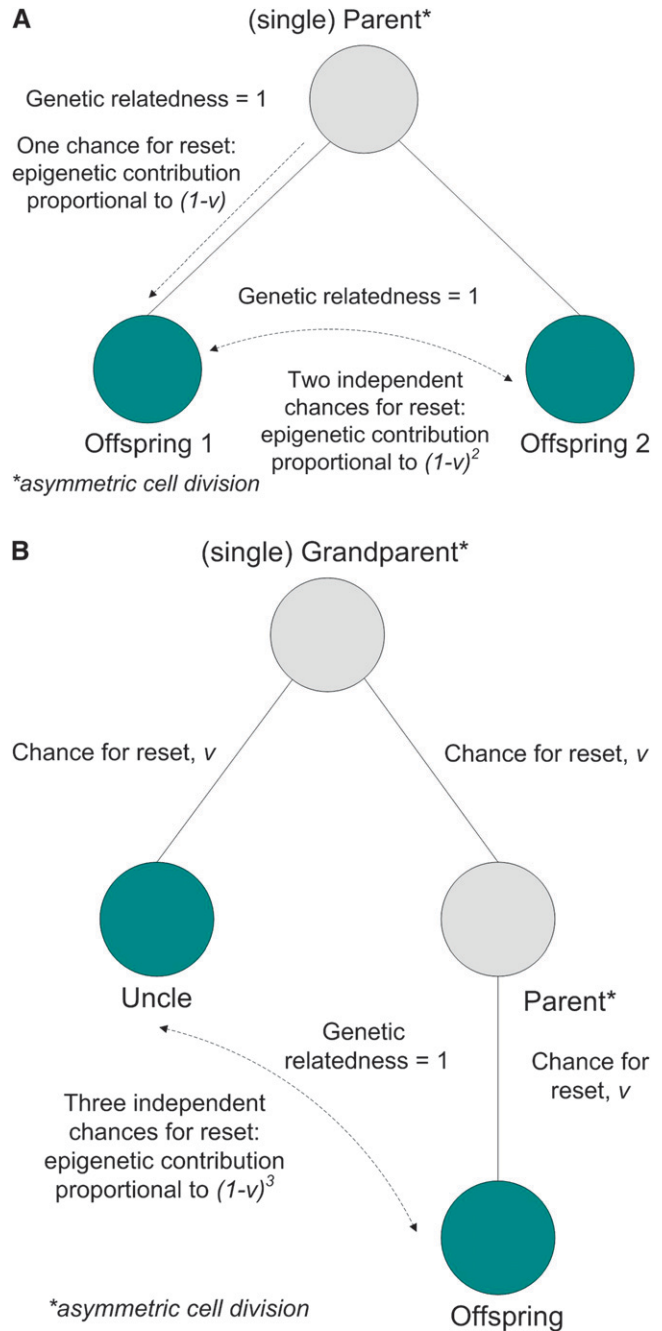 A
(single) Parent*
Genetic relatedness = 1
One chance for reset:
epigenetic contribution
proportional to (1-v)
Genetic relatedness = 1
Two independent
chances for reset:
epigenetic contribution
proportional to (1-v)²
Offspring 1
Offspring 2
*asymmetric cell division
B
(single) Grandparent*
Chance for reset, v
Chance for reset, v
Uncle
Parent*
Genetic
relatedness = 1
Chance for
reset, v
Three independent
chances for reset:
epigenetic contribution
proportional to (1-v)³
*asymmetric cell division
Offspring